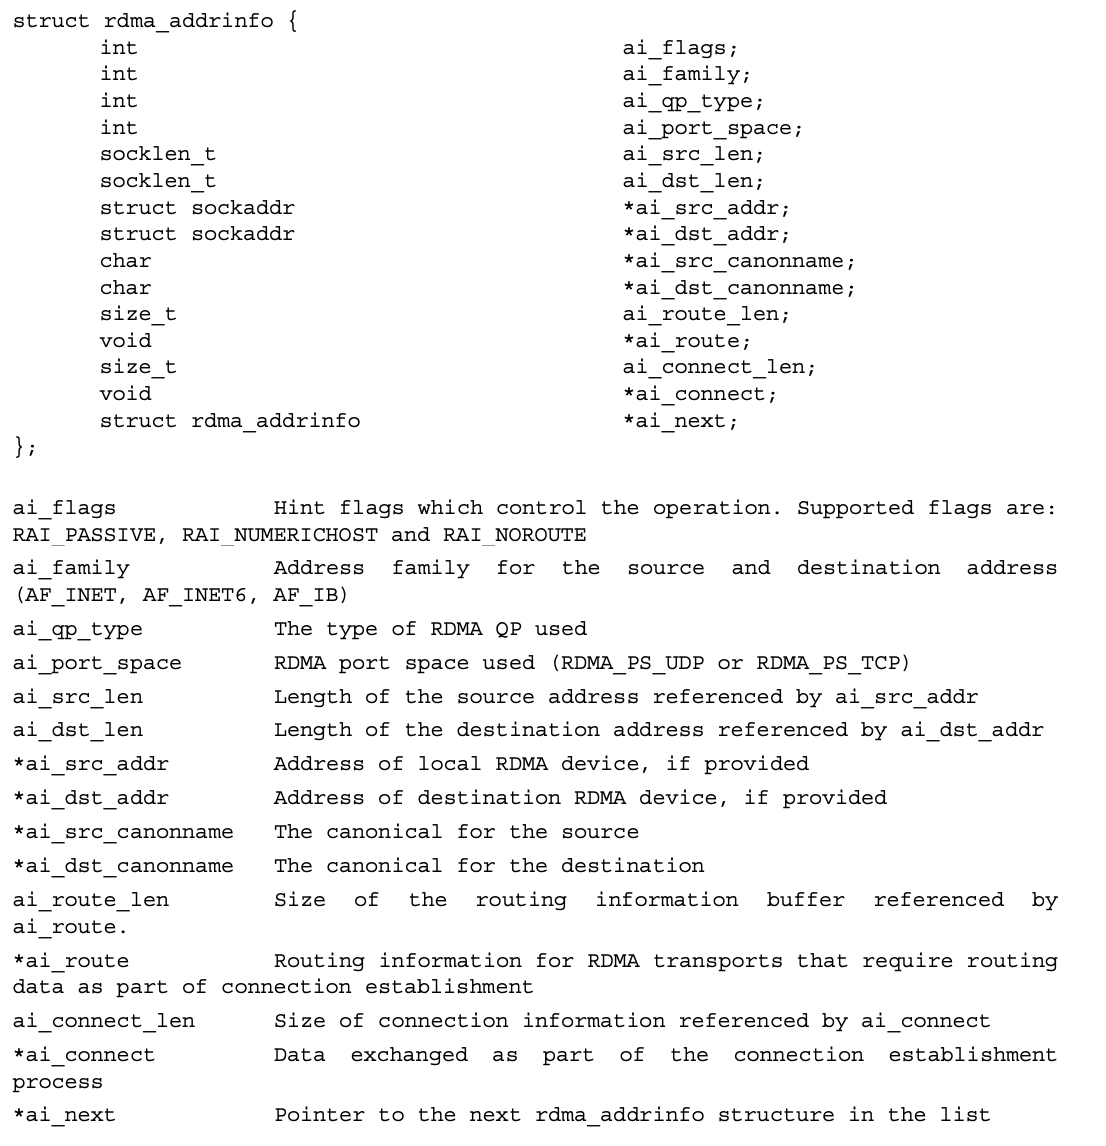 struct rdma_addrinfo {
int ai_flags;
int ai_family;
int ai_qp_type;
int ai_port_space;
socklen_t ai_src_len;
socklen_t ai_dst_len;
struct sockaddr *ai_src_addr;
struct sockaddr *ai_dst_addr;
char *ai_src_canonname;
char *ai_dst_canonname;
size_t ai_route_len;
void *ai_route;
size_t ai_connect_len;
void *ai_connect;
struct rdma_addrinfo *ai_next;
};
ai_flags Hint flags which control the operation. Supported flags are:
RAI_PASSIVE, RAI_NUMERICHOST and RAI_NOROUTE
ai_family Address family for the source and destination address
(AF_INET, AF_INET6, AF_IB)
ai_qp_type The type of RDMA QP used
ai_port_space RDMA port space used (RDMA_PS_UDP or RDMA_PS_TCP)
ai_src_len Length of the source address referenced by ai_src_addr
ai_dst_len Length of the destination address referenced by ai_dst_addr
*ai_src_addr Address of local RDMA device, if provided
*ai_dst_addr Address of destination RDMA device, if provided
*ai_src_canonname The canonical for the source
*ai_dst_canonname The canonical for the destination
ai_route_len Size of the routing information buffer referenced by
ai_route.
*ai_route Routing information for RDMA transports that require routing
data as part of connection establishment
ai_connect_len Size of connection information referenced by ai_connect
*ai_connect Data exchanged as part of the connection establishment
process
*ai_next Pointer to the next rdma_addrinfo structure in the list